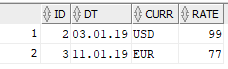 ID DT CURR RATE
1 2 03.01.19 USD 99
2 3 11.01.19 EUR 77